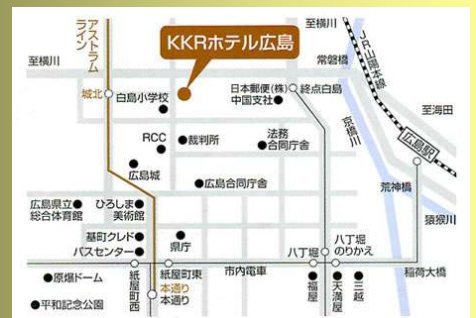 アストラム
ライン
至横川
KKRホテル広島
至横川
常磐橋
JR山陽本線
城北
白島小学校
日本郵便(株)
中国支社
終点白島
至海田
京橋川
広島駅
RCC
裁判所
法務
合同庁舎
広島城
広島合同庁舎
荒神橋
広島県立
総合体育館
ひろしま
美術館
猿猴川
基町クレド
バスセンター
県庁
八丁堀
八丁堀
のりかえ
紙屋町西
紙屋町東
市内電車
稲荷大橋
原爆ドーム
本通り
本通り
福屋
天満屋
三越
平和記念公園